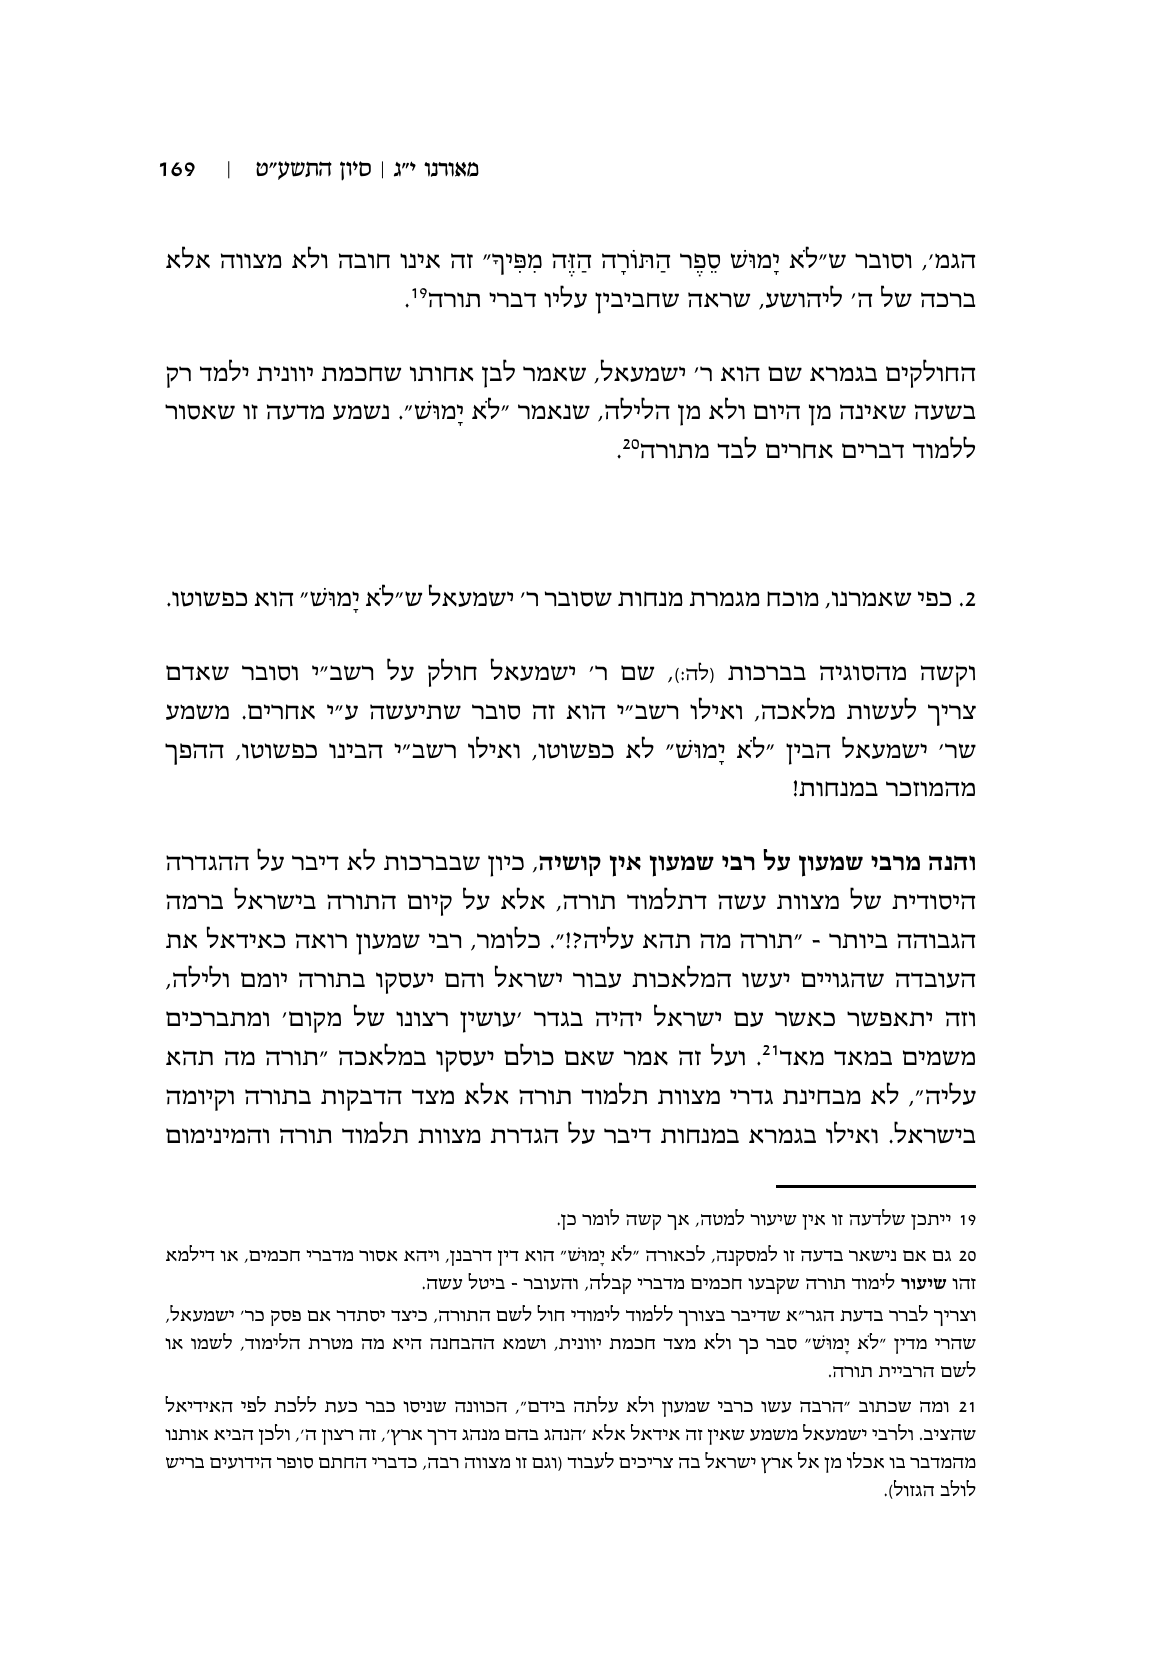 מאורנו י״ג | סיון התשע״ט | 169
הגמ׳, וסובר ש״לֹא יָמוּשׁ סֵפֶר הַתּוֹרָה הַזֶּה מִפִּיךָ״ זה אינו חובה ולא מצווה אלא
ברכה של ה׳ ליהושע, שראה שחביבין עליו דברי תורה19.
החולקים בגמרא שם הוא ר׳ ישמעאל, שאמר לבן אחותו שחכמת יוונית ילמד רק
בשעה שאינה מן היום ולא מן הלילה, שנאמר ״לֹא יָמוּשׁ״. נשמע מדעה זו שאסור
ללמוד דברים אחרים לבד מתורה20.
2. כפי שאמרנו, מוכח מגמרת מנחות שסובר ר׳ ישמעאל ש״לֹא יָמוּשׁ״ הוא כפשוטו.
וקשה מהסוגיה בברכות (לה:), שם ר׳ ישמעאל חולק על רשב״י וסובר שאדם
צריך לעשות מלאכה, ואילו רשב״י הוא זה סובר שתיעשה ע״י אחרים. משמע
שר׳ ישמעאל הבין ״לֹא יָמוּשׁ״ לא כפשוטו, ואילו רשב״י הבינו כפשוטו, ההפך
מהמוזכר במנחות!
והנה מרבי שמעון על רבי שמעון אין קושיה, כיון שבברכות לא דיבר על ההגדרה
היסודית של מצוות עשה דתלמוד תורה, אלא על קיום התורה בישראל ברמה
הגבוהה ביותר - ״תורה מה תהא עליה?!״. כלומר, רבי שמעון רואה כאידאל את
העובדה שהגויים יעשו המלאכות עבור ישראל והם יעסקו בתורה יומם ולילה,
וזה יתאפשר כאשר עם ישראל יהיה בגדר ׳עושין רצונו של מקום׳ ומתברכים
משמים במאד מאד21. ועל זה אמר שאם כולם יעסקו במלאכה ״תורה מה תהא
עליה״, לא מבחינת גדרי מצוות תלמוד תורה אלא מצד הדבקות בתורה וקיומה
בישראל. ואילו בגמרא במנחות דיבר על הגדרת מצוות תלמוד תורה והמינימום
19 ייתכן שלדעה זו אין שיעור למטה, אך קשה לומר כן.
20 גם אם נישאר בדעה זו למסקנה, לכאורה ״לֹא יָמוּשׁ״ הוא דין דרבנן, ויהא אסור מדברי חכמים, או דילמא
זהו שיעור לימוד תורה שקבעו חכמים מדברי קבלה, והעובר - ביטל עשה.
וצריך לברר בדעת הגר״א שדיבר בצורך ללמוד לימודי חול לשם התורה, כיצד יסתדר אם פסק כר׳ ישמעאל,
שהרי מדין ״לֹא יָמוּשׁ״ סבר כך ולא מצד חכמת יוונית, ושמא ההבחנה היא מה מטרת הלימוד, לשמו או
לשם הרביית תורה.
21 ומה שכתוב ״הרבה עשו כרבי שמעון ולא עלתה בידם״, הכוונה שניסו כבר כעת ללכת לפי האידיאל
שהציב. ולרבי ישמעאל משמע שאין זה אידאל אלא ׳הנהג בהם מנהג דרך ארץ׳, זה רצון ה׳, ולכן הביא אותנו
מהמדבר בו אכלו מן אל ארץ ישראל בה צריכים לעבוד (וגם זו מצווה רבה, כדברי החתם סופר הידועים בריש
לולב הגזול).